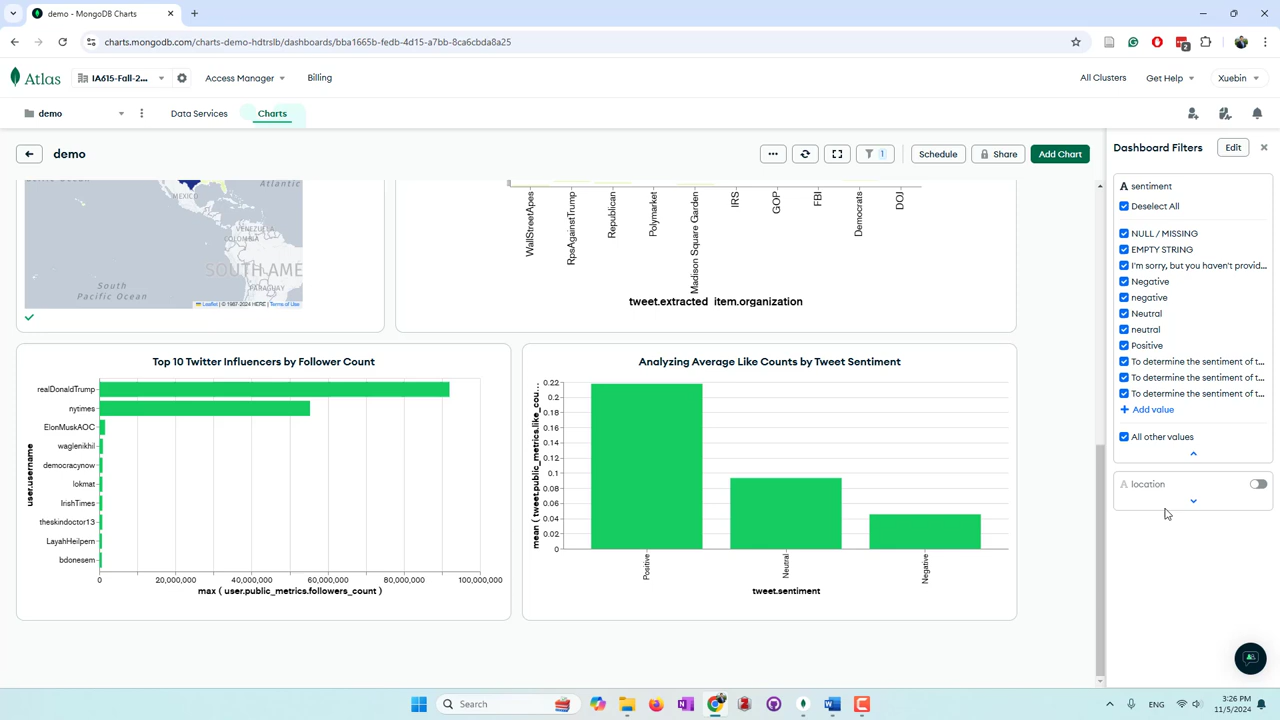 demo - MongoDB Charts
charts.mongodb.com/charts-demo-hdtrslb/dashboards/bba1665b-fedb-4d15-a7bb-8ca6cbda8a25
2
Atlas
IA615-Fall-2...
Access Manager
Billing
All Clusters
Get Help
Xuebin
demo
Data Services
Charts
demo
1
Schedule
Share
Add Chart
Atlantic
MEXICO
VENEZUELA
COLOMBIA
SOUTH AME
PARAGUAY
South
Pacific Ocean
Leaflet | © 1987-2024 HERE | Terms of Use
WallStreetApes
RpsAgainstTrump
Republican
Polymarket
Madison Square Garden
IRS
GOP
FBI
Democrats
DOJ
tweet.extracted item.organization
Top 10 Twitter Influencers by Follower Count
user.username
realDonaldTrump
nytimes
ElonMuskAOC
waglenikhil
democracynow
lokmat
IrishTimes
theskindoctor13
LayahHeilpern
bdonesem
0
20,000,000
40,000,000
60,000,000
80,000,000
100,000,000
max ( user.public_metrics.followers_count )
Analyzing Average Like Counts by Tweet Sentiment
mean ( tweet.public_metrics.like_cou...
0.22
0.2
0.18
0.16
0.14
0.12
0.1
0.08
0.06
0.04
0.02
0
Positive
Neutral
Negative
tweet.sentiment
Dashboard Filters
Edit
A sentiment
Deselect All
NULL / MISSING
EMPTY STRING
I'm sorry, but you haven't provid...
Negative
negative
Neutral
neutral
Positive
To determine the sentiment of t...
To determine the sentiment of t...
To determine the sentiment of t...
+ Add value
All other values
A location
Search
ENG
3:26 PM
11/5/2024